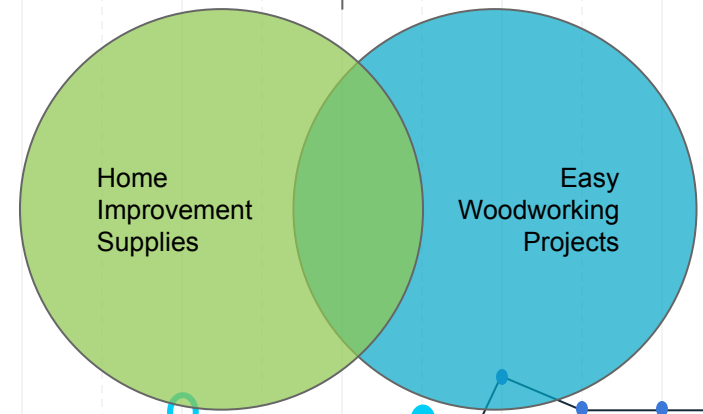 Home
Improvement
Supplies
Easy
Woodworking
Projects